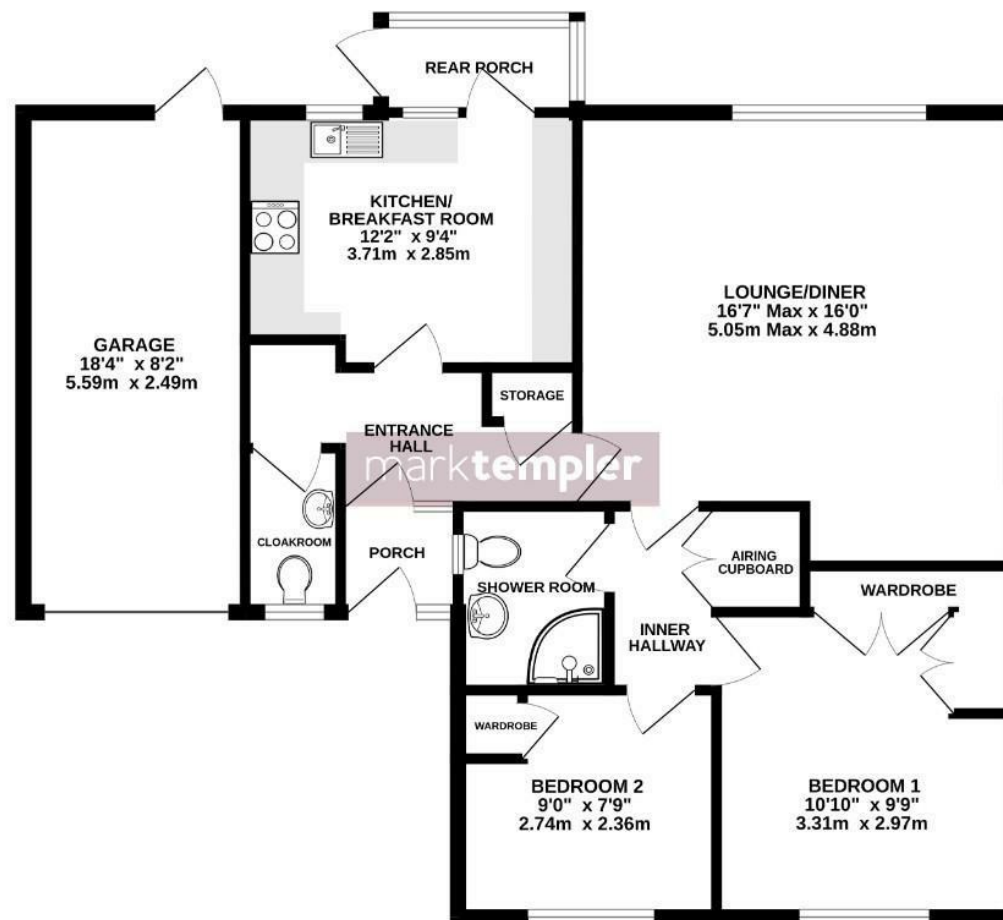 REAR PORCH
KITCHEN/
BREAKFAST ROOM
12'2" x 9'4"
3.71m x 2.85m
LOUNGE/DINER
16'7" Max x 16'0"
5.05m Max x 4.88m
GARAGE
18'4" x 8'2"
5.59m x 2.49m
STORAGE
ENTRANCE
HALL
marktempler
CLOAKROOM
PORCH
SHOWER ROOM
AIRING
CUPBOARD
WARDROBE
INNER
HALLWAY
WARDROBE
BEDROOM 2
9'0" x 7'9"
2.74m x 2.36m
BEDROOM 1
10'10" x 9'9"
3.31m x 2.97m